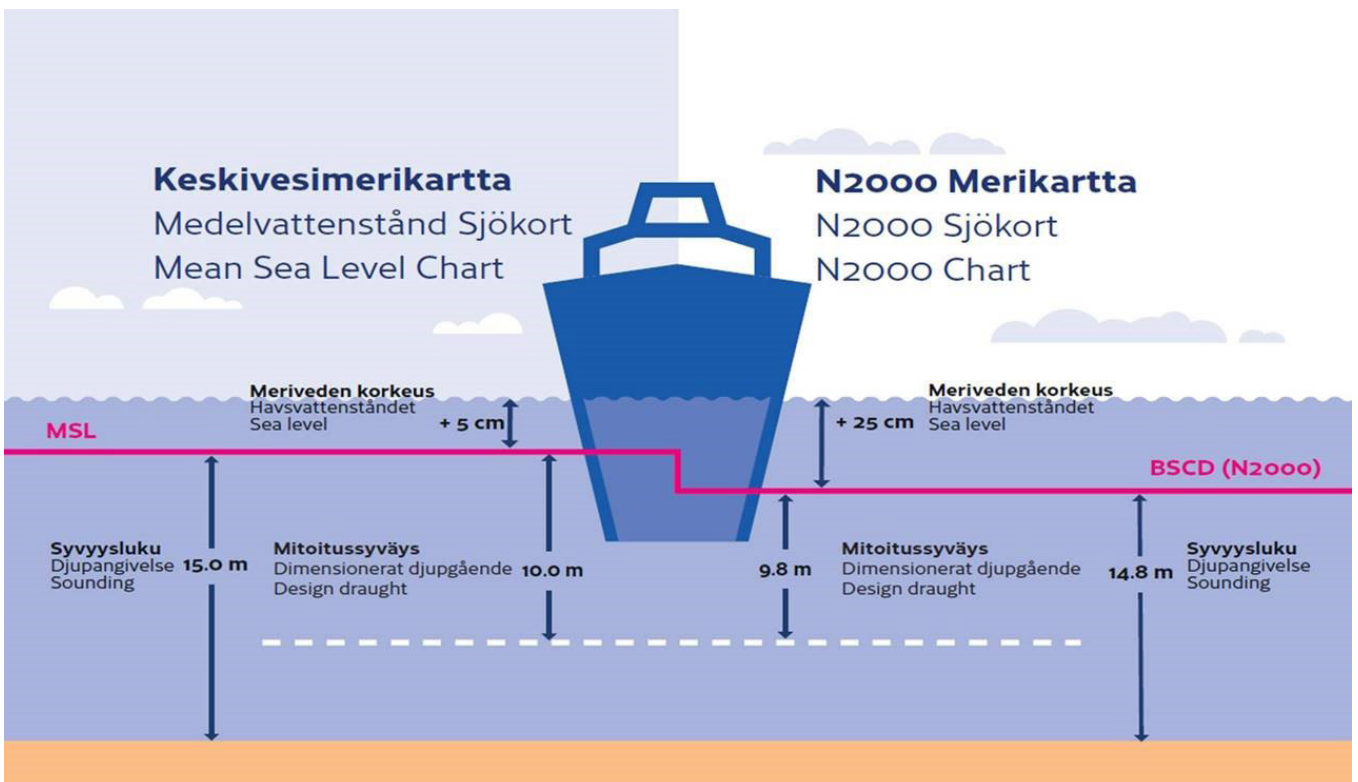 Keskivesimerikartta
Medelvattenstånd Sjökort
Mean Sea Level Chart
N2000 Merikartta
N2000 Sjökort
N2000 Chart
Meriveden korkeus
Havsvattenståndet
Sea level
+ 5 cm
+ 25 cm
Meriveden korkeus
Havsvattenståndet
Sea level
MSL
BSCD (N2000)
Syvyysluku
Djupangivelse
Sounding
15.0 m
Mitoitussyväys
Dimensionerat djupgående
Design draught
10.0 m
9.8 m
Mitoitussyväys
Dimensionerat djupgående
Design draught
14.8 m
Syvyysluku
Djupangivelse
Sounding